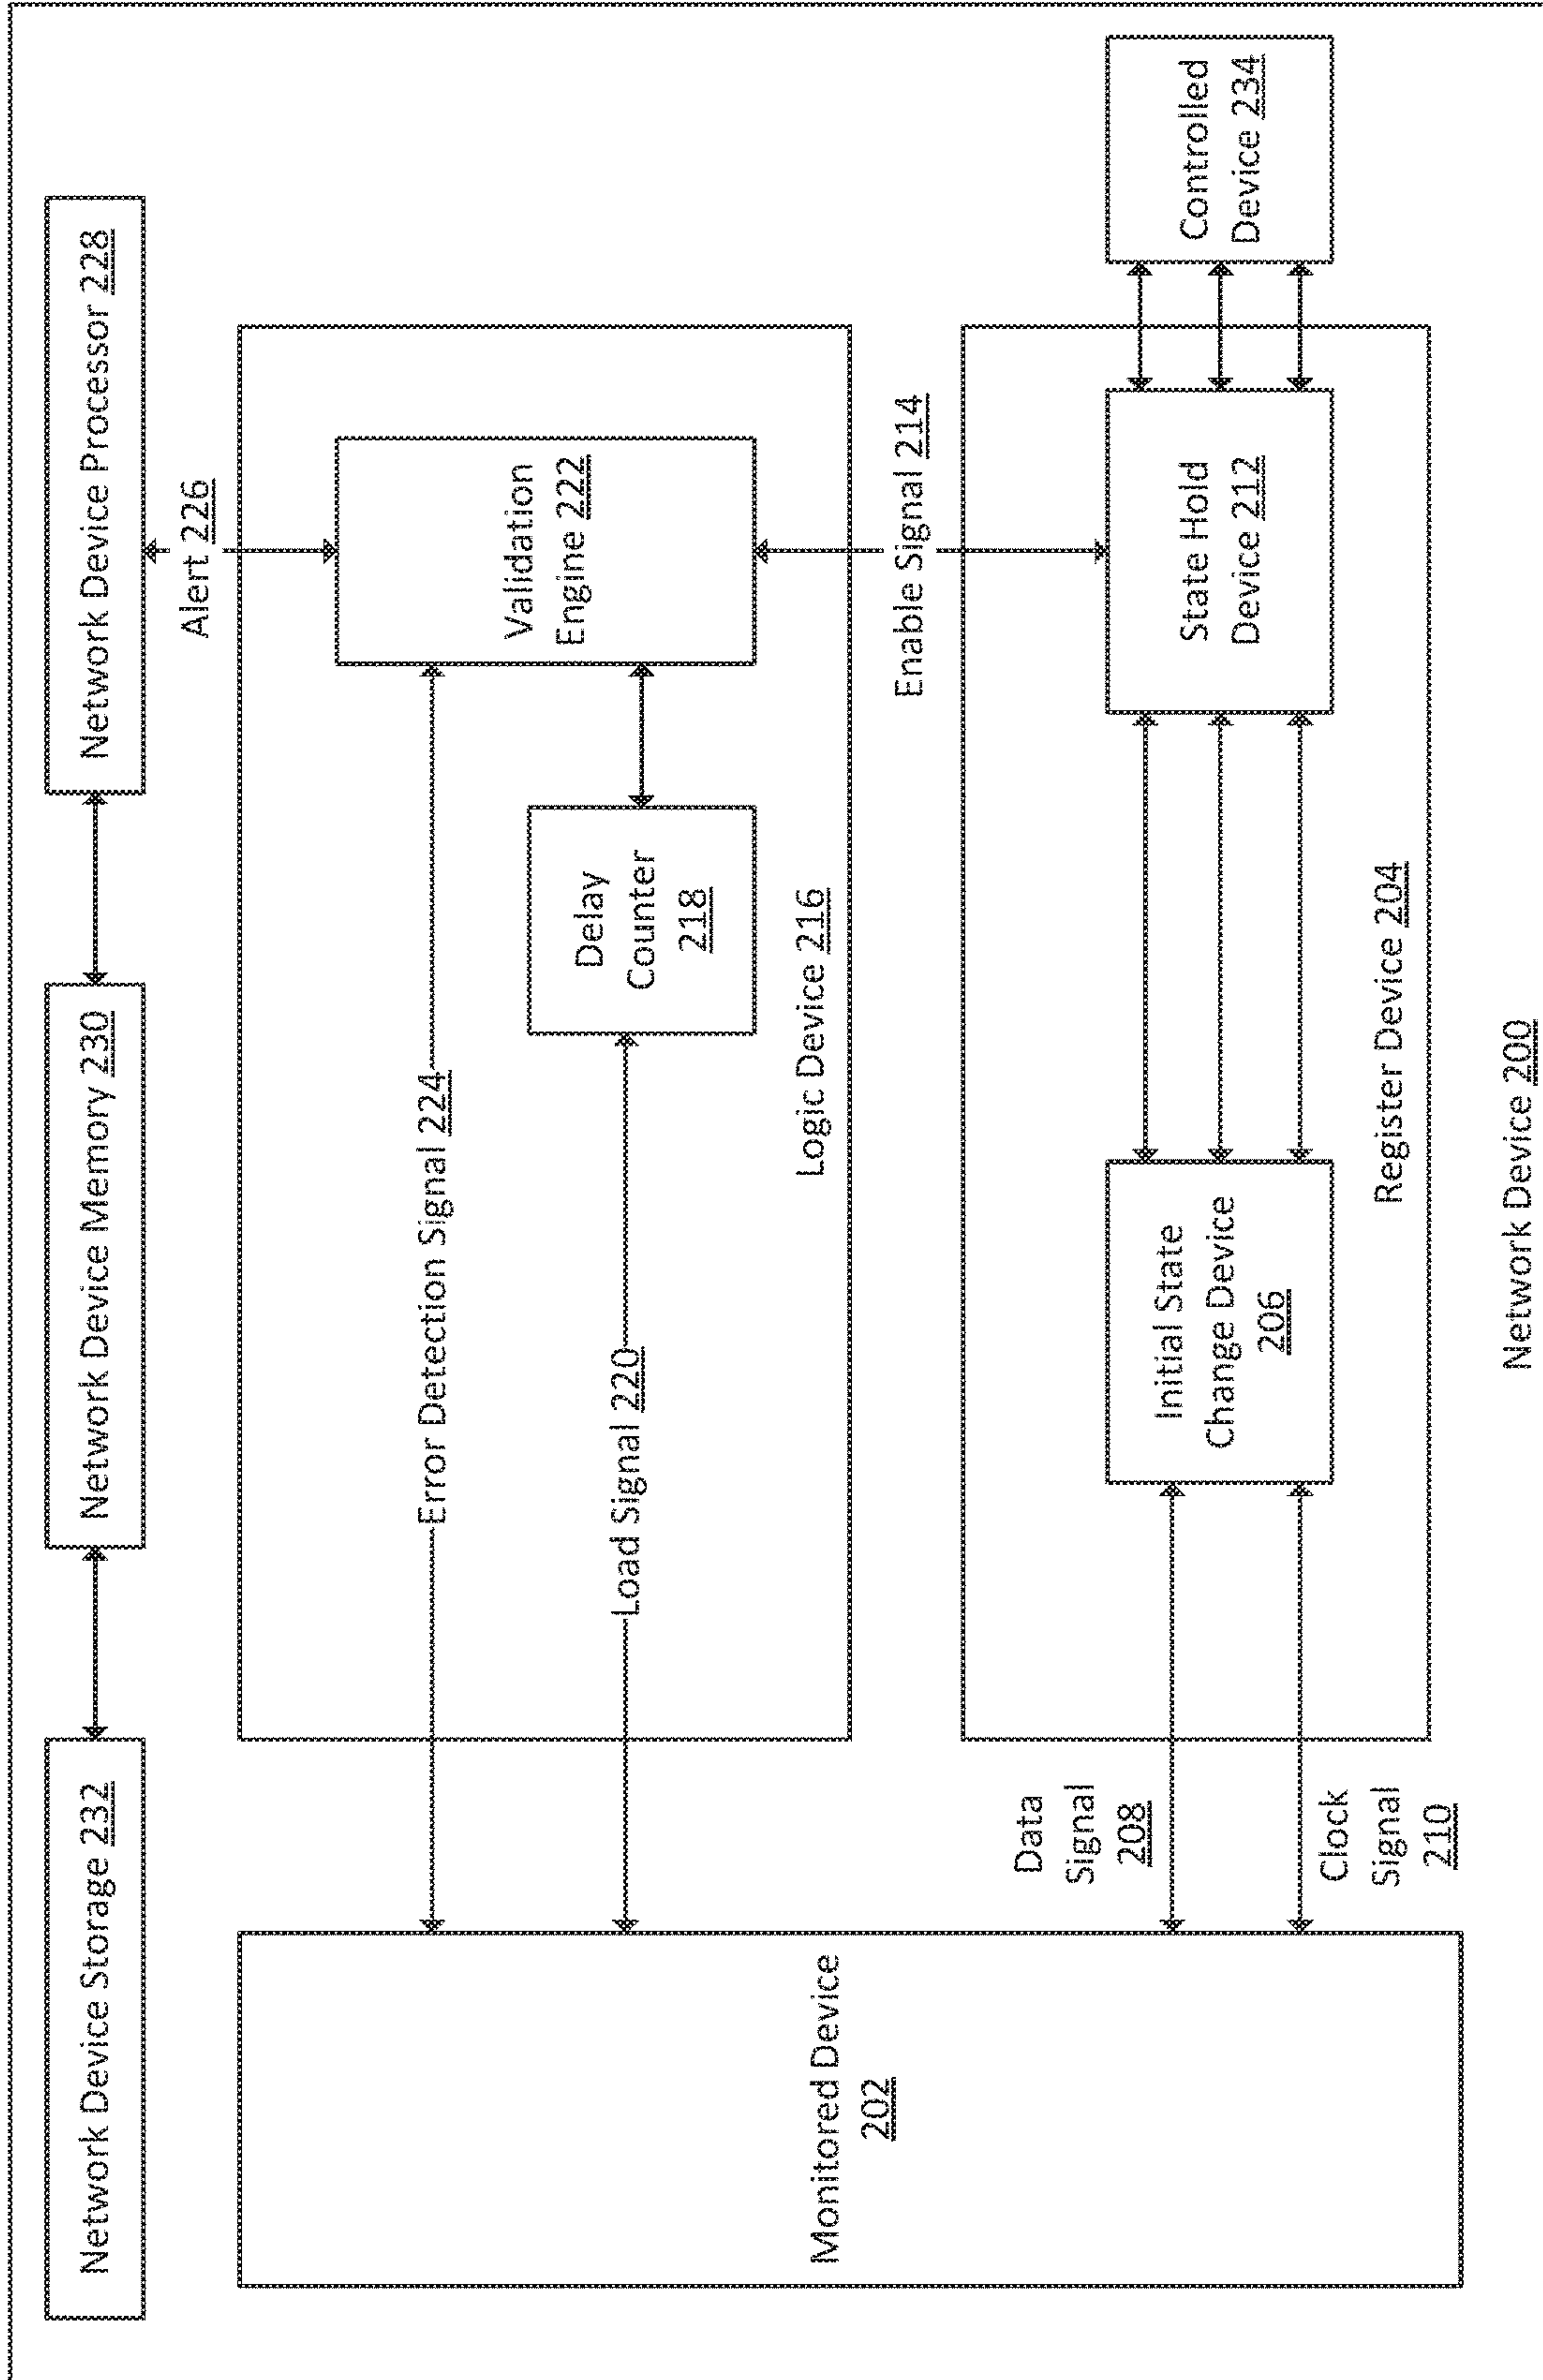 Network Device Storage 232
Network Device Memory 230
Network Device Processor 228
Alert 226
Error Detection Signal 224
Validation
Engine 222
Load Signal 220
Delay
Counter
218
Logic Device 216
Enable Signal 214
Monitored Device
202
Data
Signal
208
Clock
Signal
210
Initial State
Change Device
206
State Hold
Device 212
Controlled
Device 234
Register Device 204
Network Device 200